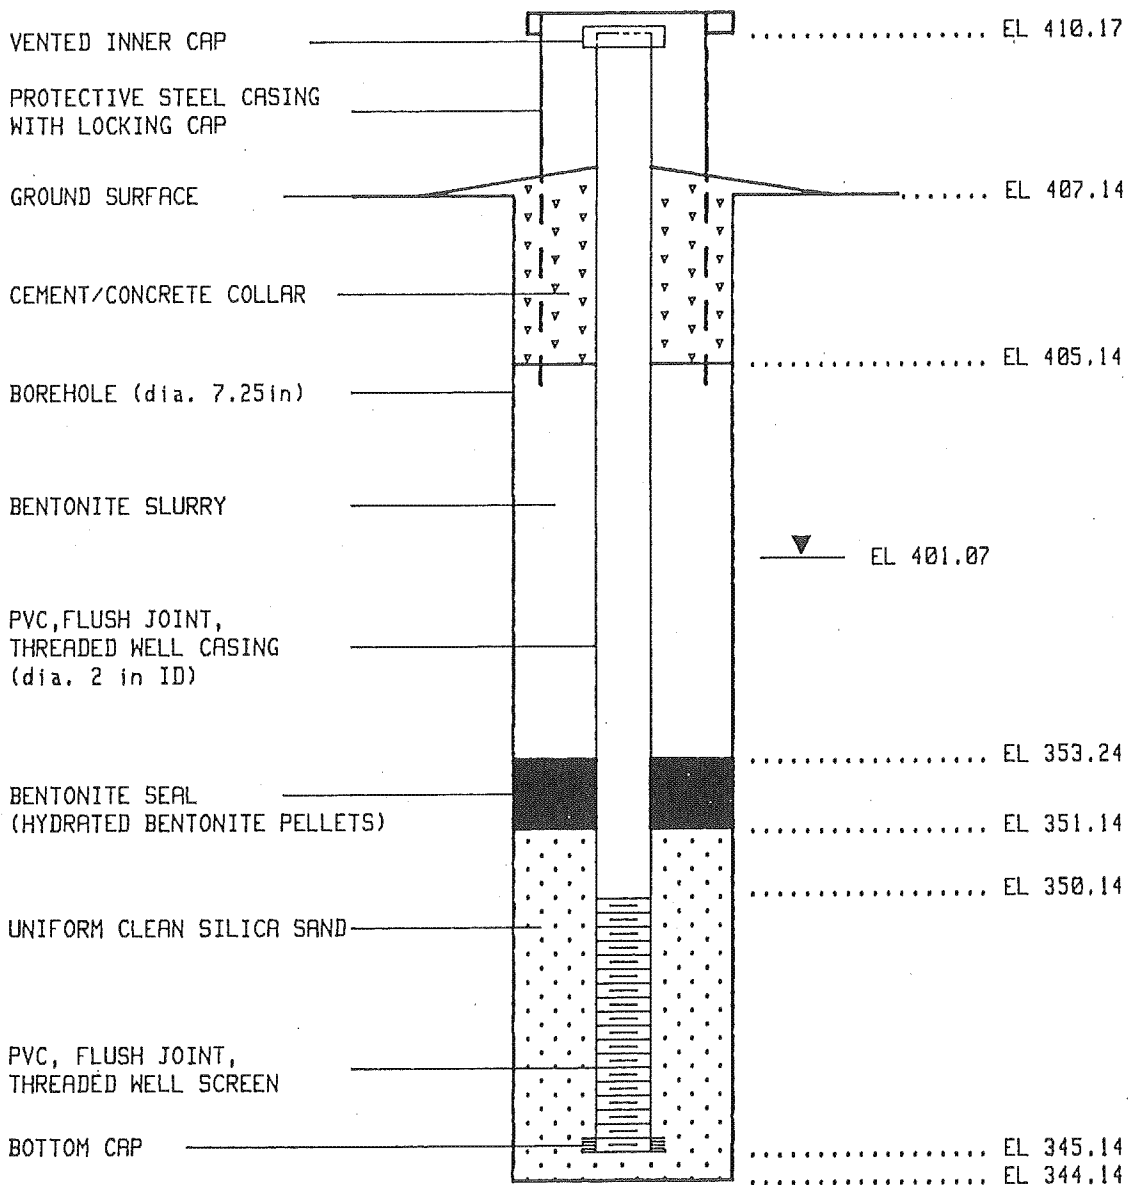 VENTED INNER CAP
EL 410.17
PROTECTIVE STEEL CASING
WITH LOCKING CAP
GROUND SURFACE
EL 407.14
CEMENT/CONCRETE COLLAR
EL 405.14
BOREHOLE (dia. 7.25in)
BENTONITE SLURRY
EL 401.07
PVC,FLUSH JOINT,
THREADED WELL CASING
(dia. 2 in ID)
EL 353.24
BENTONITE SEAL
(HYDRATED BENTONITE PELLETS)
EL 351.14
EL 350.14
UNIFORM CLEAN SILICA SAND
PVC, FLUSH JOINT,
THREADED WELL SCREEN
BOTTOM CAP
EL 345.14
EL 344.14